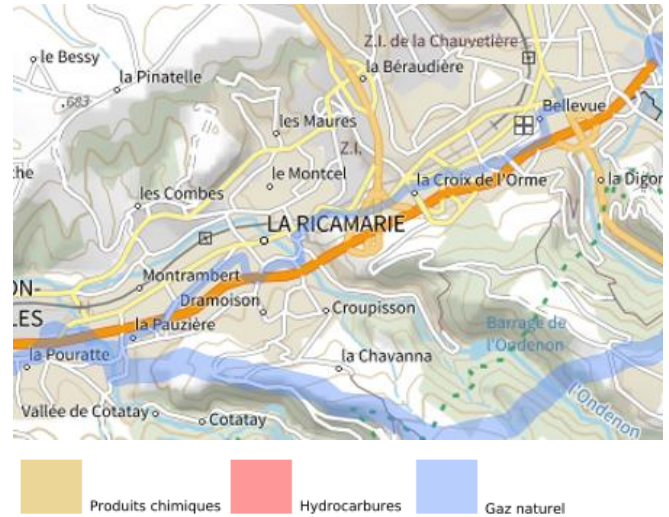 Z.I. de la Chauvetière
le Bessy
la Béraudière
la Pinatelle
.683
Bellevue
les Maures
Z.I.
he
le Montcel
la Croix de l'Orme
la Digon
les Combes
LA RICAMARIE
ON-
Montrambert
LES
Dramoison
Croupisson
la Pauzière
Barrage de
l'Ondenon
la Pouratte
la Chavanna
l'Ondenon
Vallée de Cotatay
Cotatay
Produits chimiques
Hydrocarbures
Gaz naturel